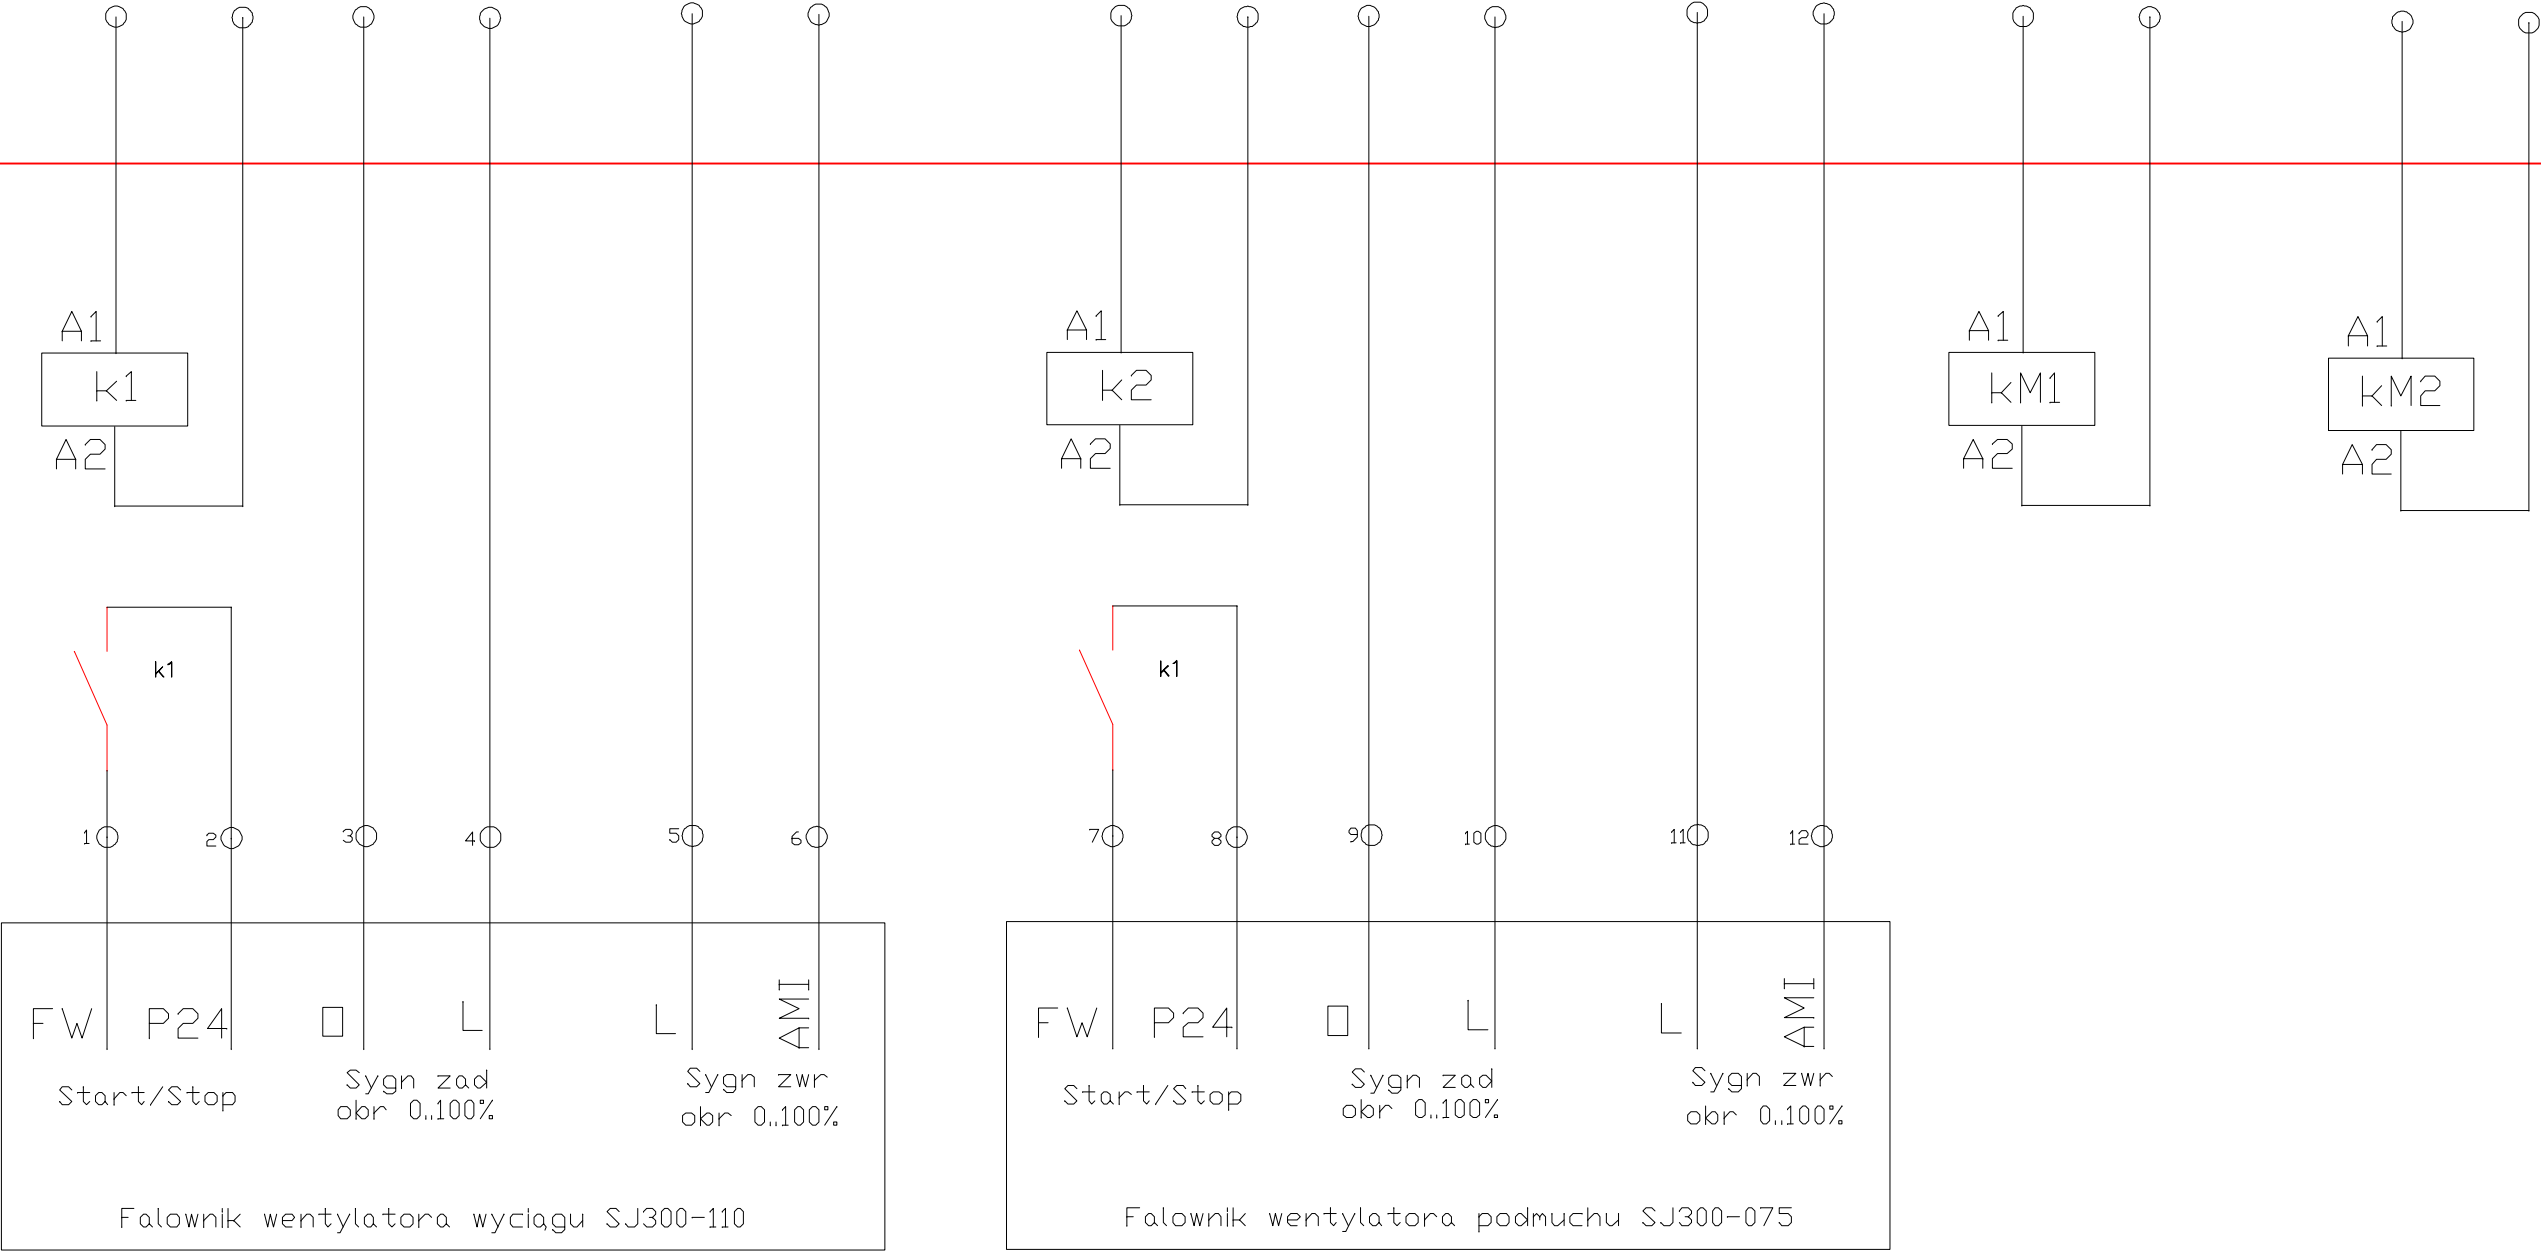 A1
k1
A2
A1
k2
A2
A1
kM1
A2
A1
kM2
A2
k1
k1
1
2
3
4
5
6
7
8
9
10
11
12
FW
P24
O
L
L
AMI
Start/Stop
Sygn zad
obr 0..100%
Sygn zwr
obr 0..100%
Falownik wentylatora wyciągu SJ300-110
FW
P24
O
L
L
AMI
Start/Stop
Sygn zad
obr 0..100%
Sygn zwr
obr 0..100%
Falownik wentylatora podmuchu SJ300-075